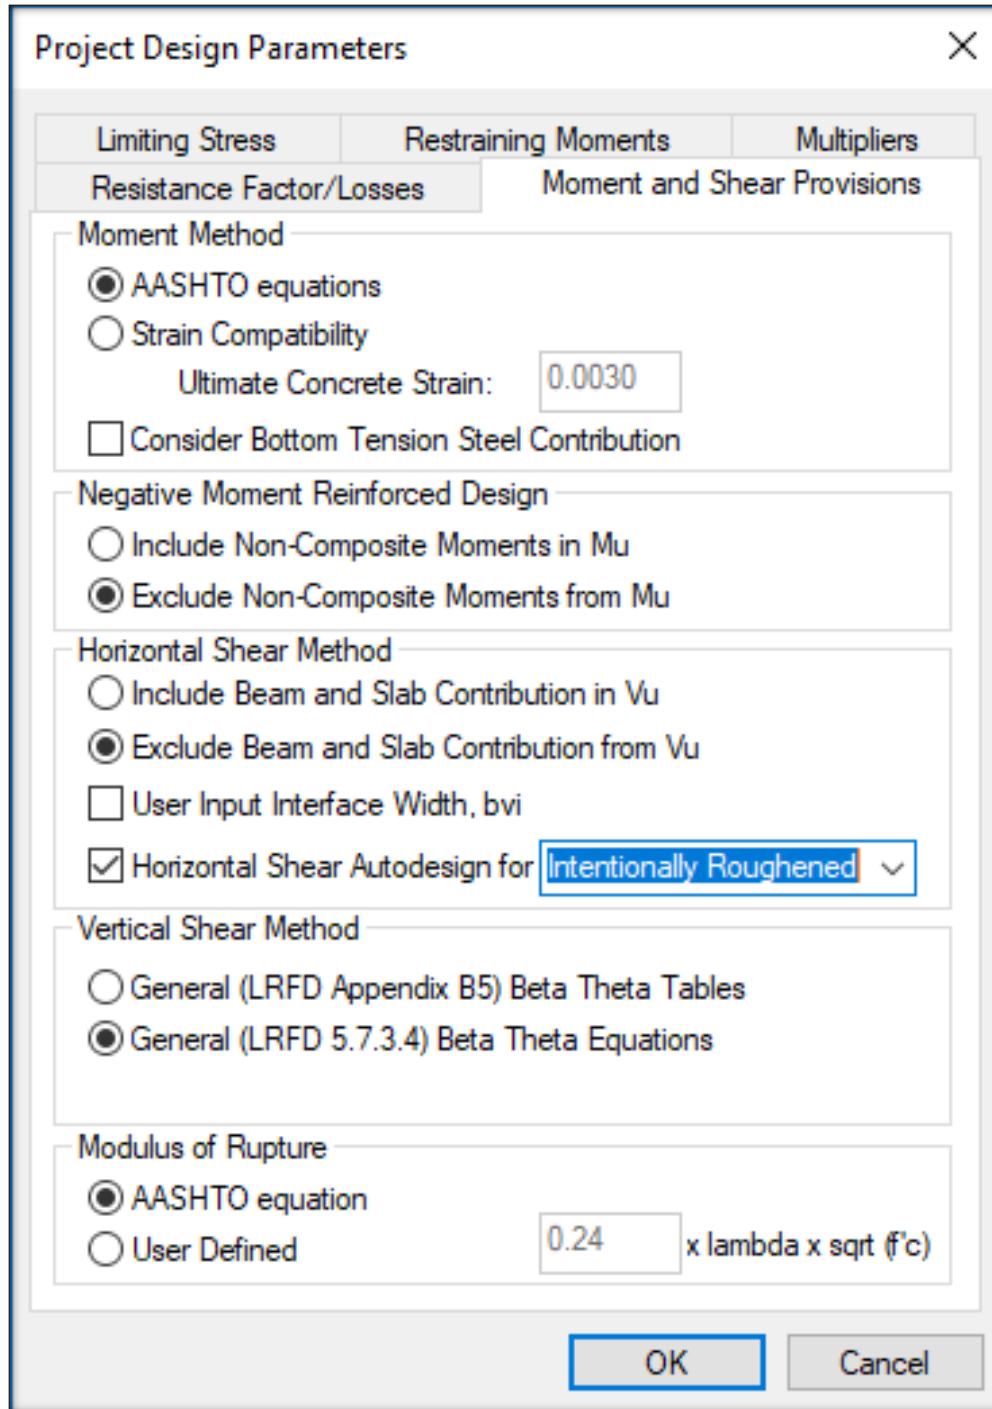 Project Design Parameters
Limiting Stress Restraining Moments Multipliers
Resistance Factor/Losses Moment and Shear Provisions
Moment Method
AASHTO equations
Strain Compatibility
Ultimate Concrete Strain: 0.0030
Consider Bottom Tension Steel Contribution
Negative Moment Reinforced Design
Include Non-Composite Moments in Mu
Exclude Non-Composite Moments from Mu
Horizontal Shear Method
Include Beam and Slab Contribution in Vu
Exclude Beam and Slab Contribution from Vu
User Input Interface Width, bvi
Horizontal Shear Autodesign for Intentionally Roughened
Vertical Shear Method
General (LRFD Appendix B5) Beta Theta Tables
General (LRFD 5.7.3.4) Beta Theta Equations
Modulus of Rupture
AASHTO equation
User Defined 0.24 x lambda x sqrt (f'c)
OK Cancel